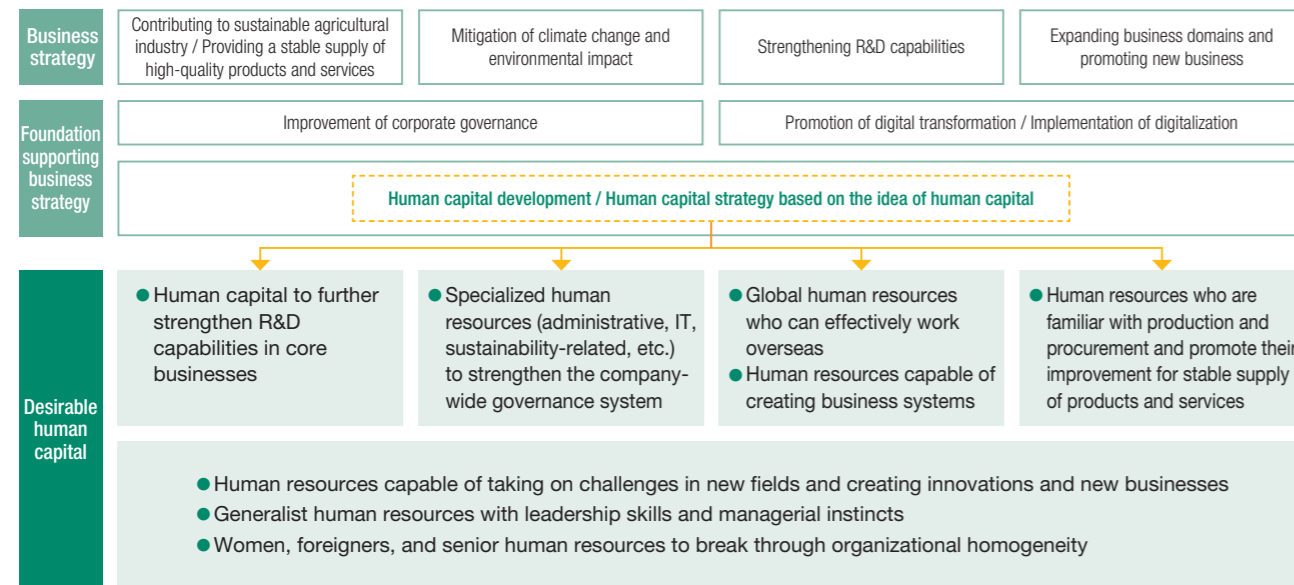 Business
strategy
Contributing to sustainable agricultural
industry / Providing a stable supply of
high-quality products and services
Mitigation of climate change and
environmental impact
Strengthening R&D capabilities
Expanding business domains and
promoting new business
Foundation
supporting
business
strategy
Improvement of corporate governance
Promotion of digital transformation / Implementation of digitalization
Human capital development / Human capital strategy based on the idea of human capital
Desirable
human
capital
● Human capital to further
strengthen R&D
capabilities in core
businesses
● Specialized human
resources (administrative, IT,
sustainability-related, etc.)
to strengthen the company-
wide governance system
● Global human resources
who can effectively work
overseas
● Human resources capable of
creating business systems
● Human resources who are
familiar with production and
procurement and promote their
improvement for stable supply
of products and services
● Human resources capable of taking on challenges in new fields and creating innovations and new businesses
● Generalist human resources with leadership skills and managerial instincts
● Women, foreigners, and senior human resources to break through organizational homogeneity